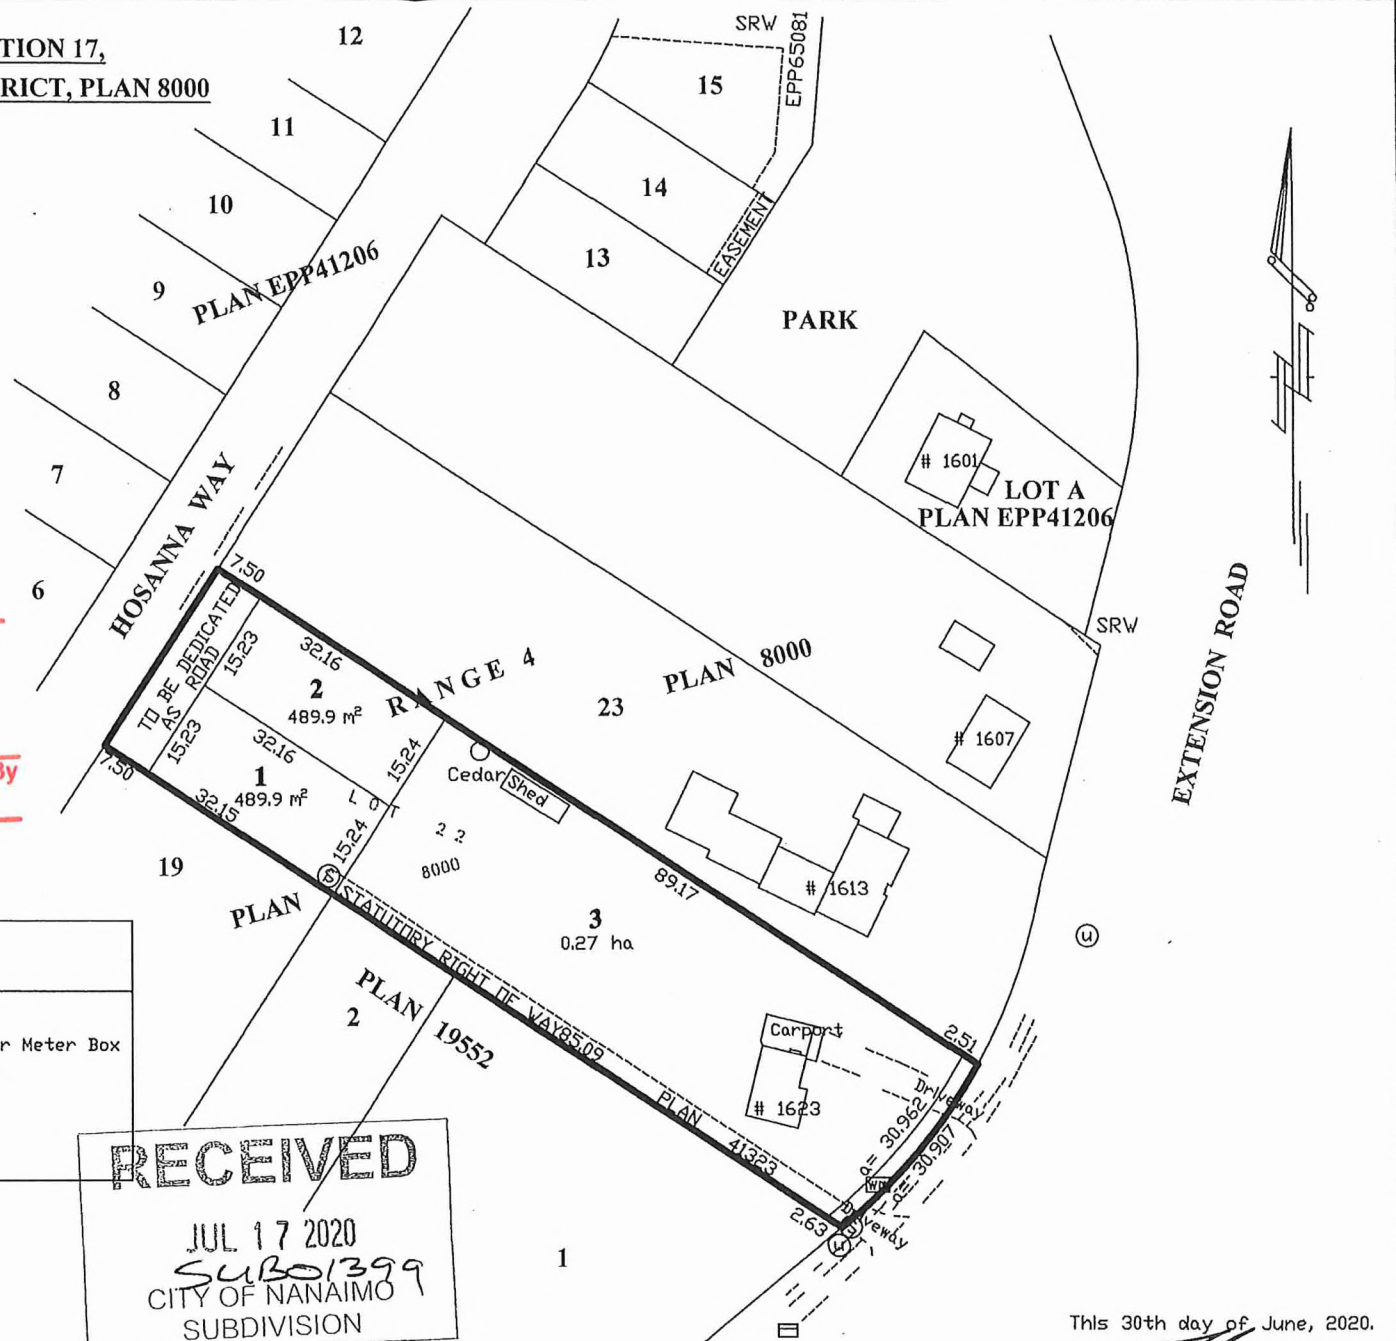 TION 17,
RICT, PLAN 8000
12
11
10
9
8
7
6
PLAN EPP41206
HOSANNA WAY
SRW
EPP65081
15
14
13
EASEMENT
PARK
# 1601
LOT A
PLAN EPP41206
SRW
EXTENSION ROAD
# 1607
RANGE 4
23
PLAN 8000
# 1613
7.50
TO BE DEDICATED
AS ROAD
15.23
32.16
2
489.9 m²
15.24
15.23
32.16
1
489.9 m²
32.15
7.50
15.24
LOT
22
8000
Cedar
Shed
89.17
3
0.27 ha
S
STATUTORY RIGHT OF WAY
85.09
PLAN
41323
Carport
# 1623
Driveway
2.51
a= 30.962
a= 30.907
2.63
Driveway
u
u
19
PLAN
PLAN 19552
2
1
By
r Meter Box
RECEIVED
JUL 17 2020
SUB01399
CITY OF NANAIMO
SUBDIVISION
This 30th day of June, 2020.